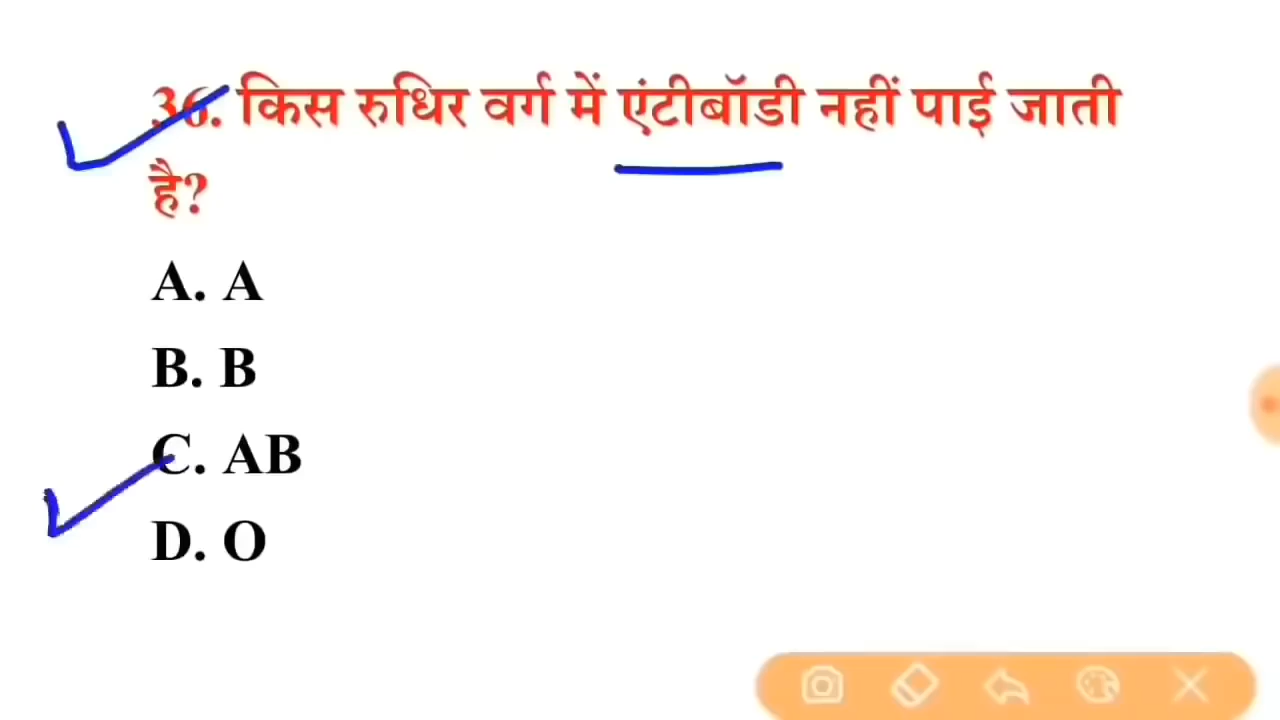 36. किस रुधिर वर्ग में एंटीबॉडी नहीं पाई जाती
है?
A. A
B. B
C. AB
D. O